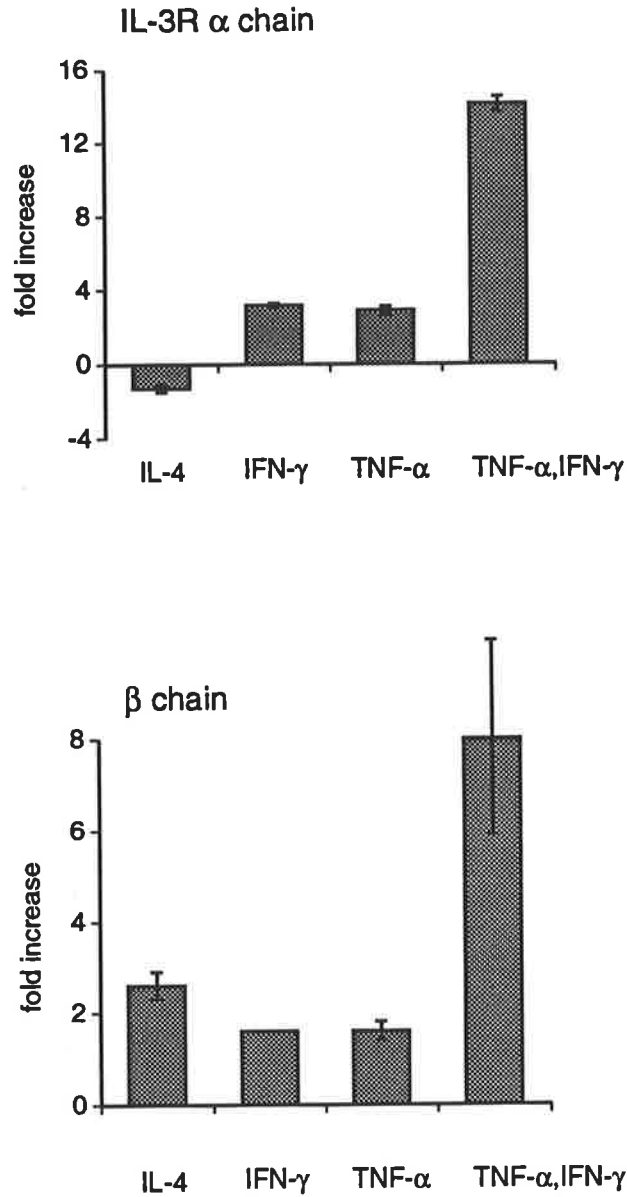 IL-3R α chain
16
12
8
4
0
-4
fold increase
IL-4 IFN-γ TNF-α TNF-α,IFN-γ
β chain
8
6
4
2
0
fold increase
IL-4 IFN-γ TNF-α TNF-α,IFN-γ